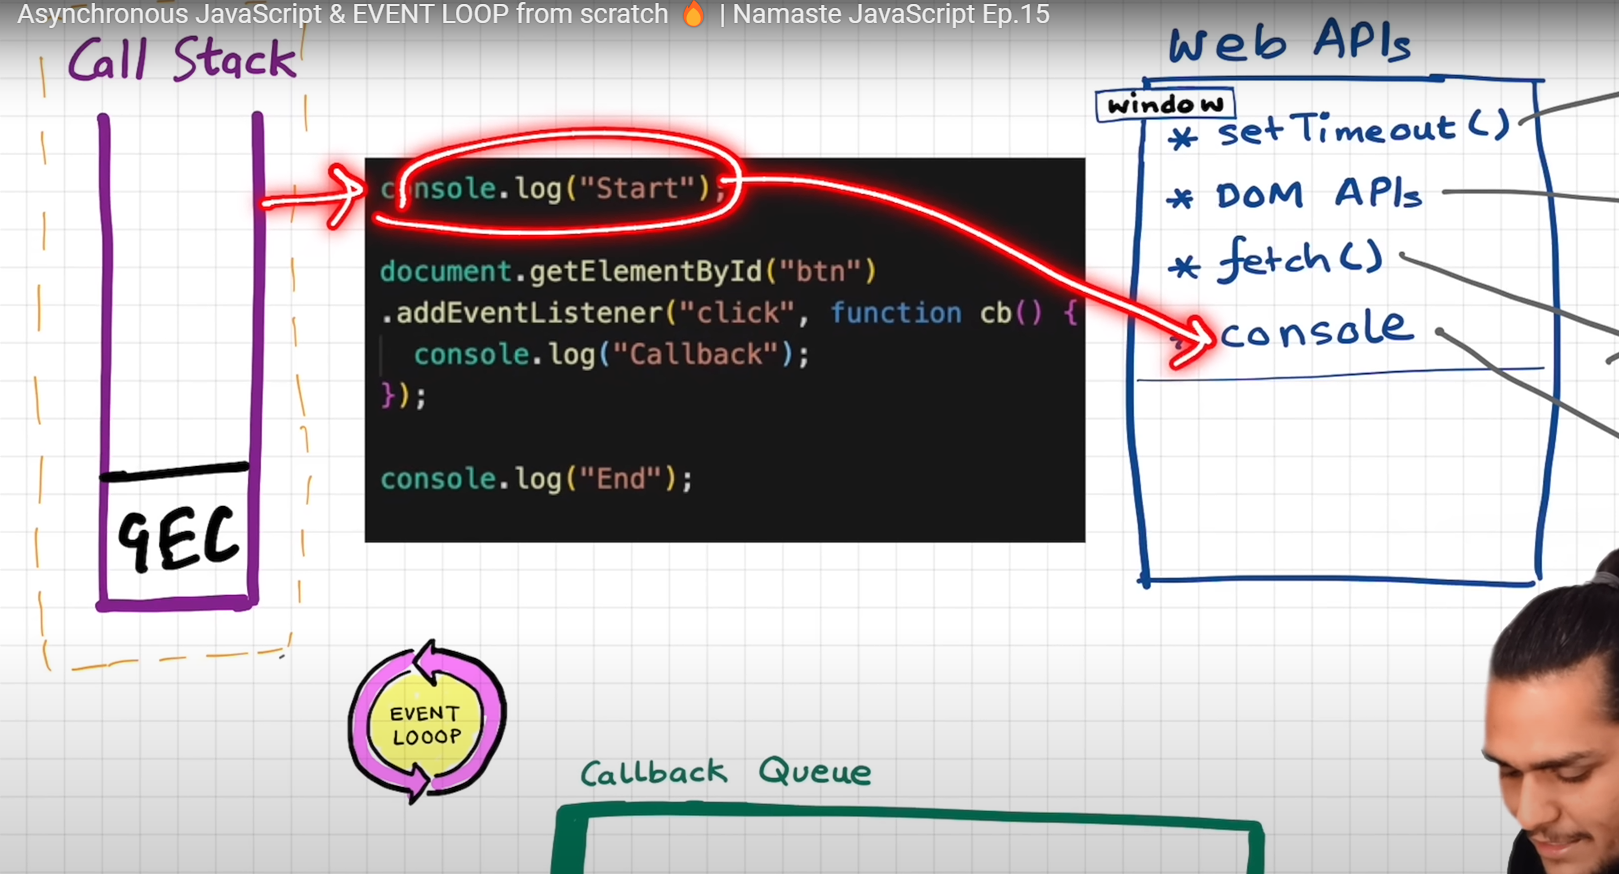 Asynchronous JavaScript & EVENT LOOP from scratch 🔥 | Namaste JavaScript Ep.15
Call Stack
GEC
console.log("Start");
document.getElementById("btn")
.addEventListener("click", function cb() {
console.log("Callback");
});
console.log("End");
Web APIs
window
* setTimeout()
* DOM APIs
* fetch()
* console
EVENT
LOOOP
Callback Queue